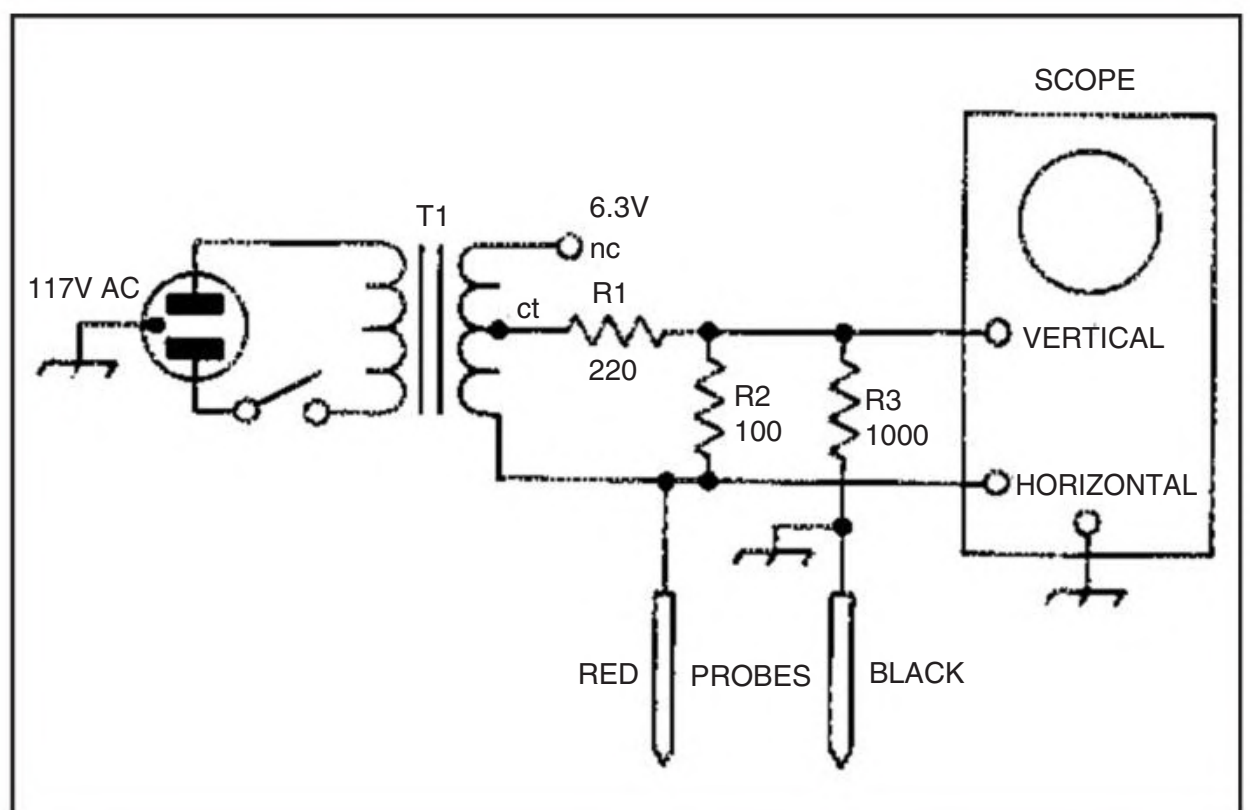 SCOPE
6.3V
T1
nc
117V AC
ct
R1
220
VERTICAL
R2
100
R3
1000
HORIZONTAL
RED
PROBES
BLACK